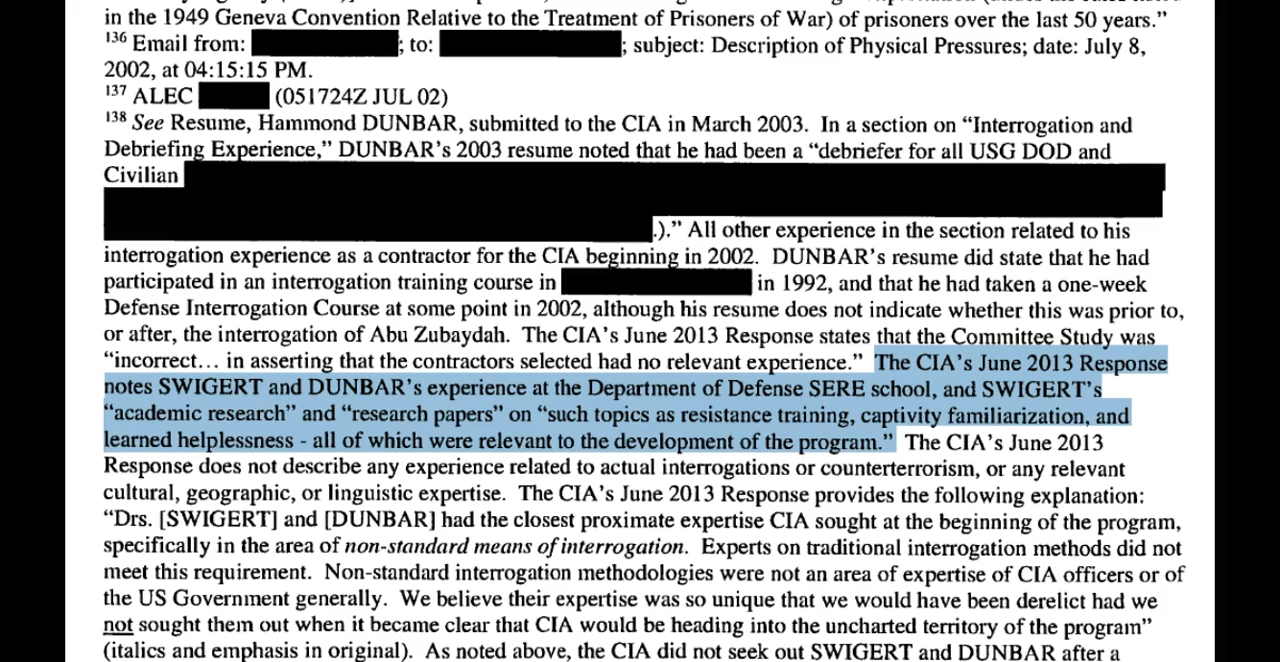 in the 1949 Geneva Convention Relative to the Treatment of Prisoners of War) of prisoners over the last 50 years.”
136 Email from: ; to: ; subject: Description of Physical Pressures; date: July 8,
2002, at 04:15:15 PM.
137 ALEC (051724Z JUL 02)
138 See Resume, Hammond DUNBAR, submitted to the CIA in March 2003. In a section on “Interrogation and
Debriefing Experience,” DUNBAR’s 2003 resume noted that he had been a “debriefer for all USG DOD and
Civilian
.).” All other experience in the section related to his
interrogation experience as a contractor for the CIA beginning in 2002. DUNBAR’s resume did state that he had
participated in an interrogation training course in in 1992, and that he had taken a one-week
Defense Interrogation Course at some point in 2002, although his resume does not indicate whether this was prior to,
or after, the interrogation of Abu Zubaydah. The CIA’s June 2013 Response states that the Committee Study was
“incorrect… in asserting that the contractors selected had no relevant experience.” The CIA’s June 2013 Response
notes SWIGERT and DUNBAR’s experience at the Department of Defense SERE school, and SWIGERT’s
“academic research” and “research papers” on “such topics as resistance training, captivity familiarization, and
learned helplessness - all of which were relevant to the development of the program.” The CIA’s June 2013
Response does not describe any experience related to actual interrogations or counterterrorism, or any relevant
cultural, geographic, or linguistic expertise. The CIA’s June 2013 Response provides the following explanation:
“Drs. [SWIGERT] and [DUNBAR] had the closest proximate expertise CIA sought at the beginning of the program,
specifically in the area of non-standard means of interrogation. Experts on traditional interrogation methods did not
meet this requirement. Non-standard interrogation methodologies were not an area of expertise of CIA officers or of
the US Government generally. We believe their expertise was so unique that we would have been derelict had we
not sought them out when it became clear that CIA would be heading into the uncharted territory of the program”
(italics and emphasis in original). As noted above, the CIA did not seek out SWIGERT and DUNBAR after a